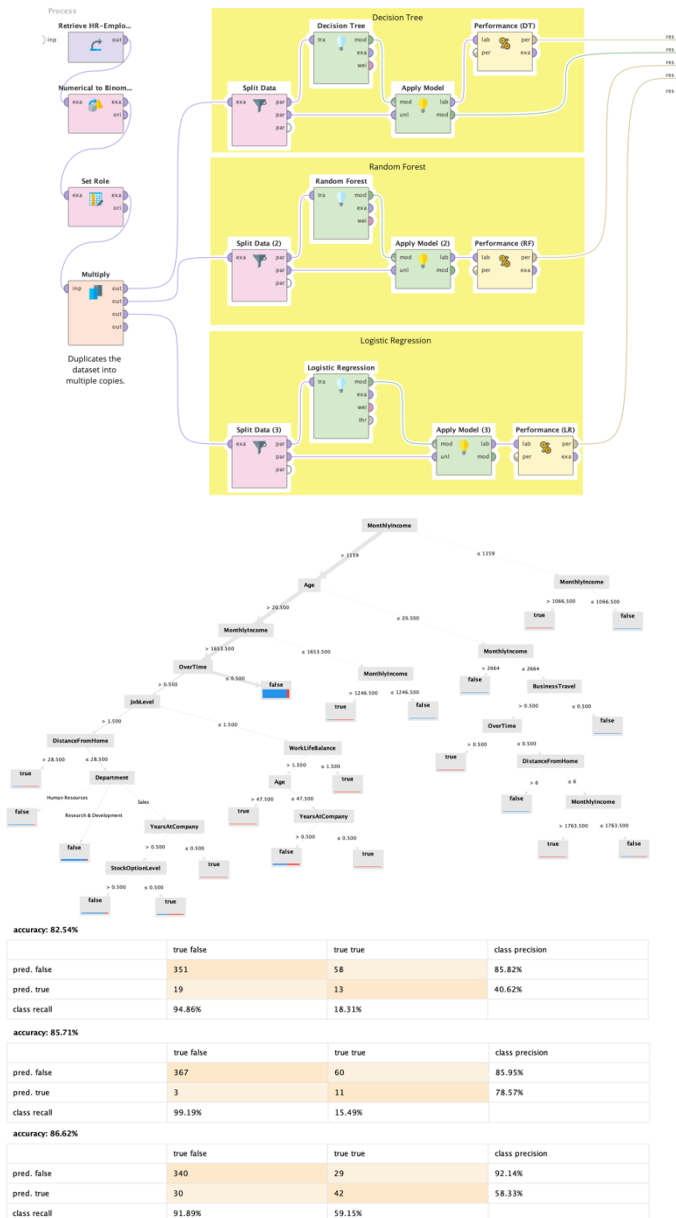 Process
Retrieve HR-Emplo...
inp
out
Numerical to Binom...
exa exa
ori
Set Role
exa exa
ori
Multiply
inp out
out
out
out
Duplicates the
dataset into
multiple copies.
Decision Tree
Decision Tree
tra mod
exa
wei
Performance (DT)
lab per
per exa
Split Data
exa par
par
par
Apply Model
mod lab
unl mod
Random Forest
Random Forest
tra mod
exa
wei
Split Data (2)
exa par
par
par
Apply Model (2)
mod lab
unl mod
Performance (RF)
lab per
per exa
Logistic Regression
Logistic Regression
tra mod
exa
wei
thr
Split Data (3)
exa par
par
par
Apply Model (3)
mod lab
unl mod
Performance (LR)
lab per
per exa
res
res
res
res
res
MonthlyIncome
> 1159 ≤ 1159
Age MonthlyIncome
> 1066.500 ≤ 1066.500
true false
> 20.500 ≤ 20.500
MonthlyIncome MonthlyIncome
> 1653.500 ≤ 1653.500
> 2664 ≤ 2664
OverTime MonthlyIncome false BusinessTravel
> 0.500 ≤ 0.500 false
> 1246.500 ≤ 1246.500
true false
> 0.500 ≤ 0.500
JobLevel OverTime false
> 1.500 ≤ 1.500
> 0.500 ≤ 0.500
DistanceFromHome WorkLifeBalance true DistanceFromHome
> 28.500 ≤ 28.500
> 1.500 ≤ 1.500
> 6 ≤ 6
true Department Age true false MonthlyIncome
Human Resources
Research & Development
Sales
> 47.500 ≤ 47.500
> 1763.500 ≤ 1763.500
false YearsAtCompany true YearsAtCompany true false
false
> 0.500 ≤ 0.500
> 0.500 ≤ 0.500
StockOptionLevel true false true
> 0.500 ≤ 0.500
false true
accuracy: 82.54%
true false true true class precision
pred. false 351 58 85.82%
pred. true 19 13 40.62%
class recall 94.86% 18.31%
accuracy: 85.71%
true false true true class precision
pred. false 367 60 85.95%
pred. true 3 11 78.57%
class recall 99.19% 15.49%
accuracy: 86.62%
true false true true class precision
pred. false 340 29 92.14%
pred. true 30 42 58.33%
class recall 91.89% 59.15%